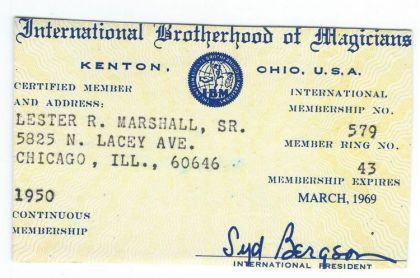 International Brotherhood of Magicians
KENTON, OHIO, U.S.A.
IBM
CERTIFIED MEMBER
AND ADDRESS:
LESTER R. MARSHALL, SR.
5825 N. LACEY AVE.
CHICAGO, ILL., 60646
1950
CONTINUOUS
MEMBERSHIP
INTERNATIONAL
MEMBERSHIP NO.
579
MEMBER RING NO.
43
MEMBERSHIP EXPIRES
MARCH, 1969
Syd Bergson
INTERNATIONAL PRESIDENT